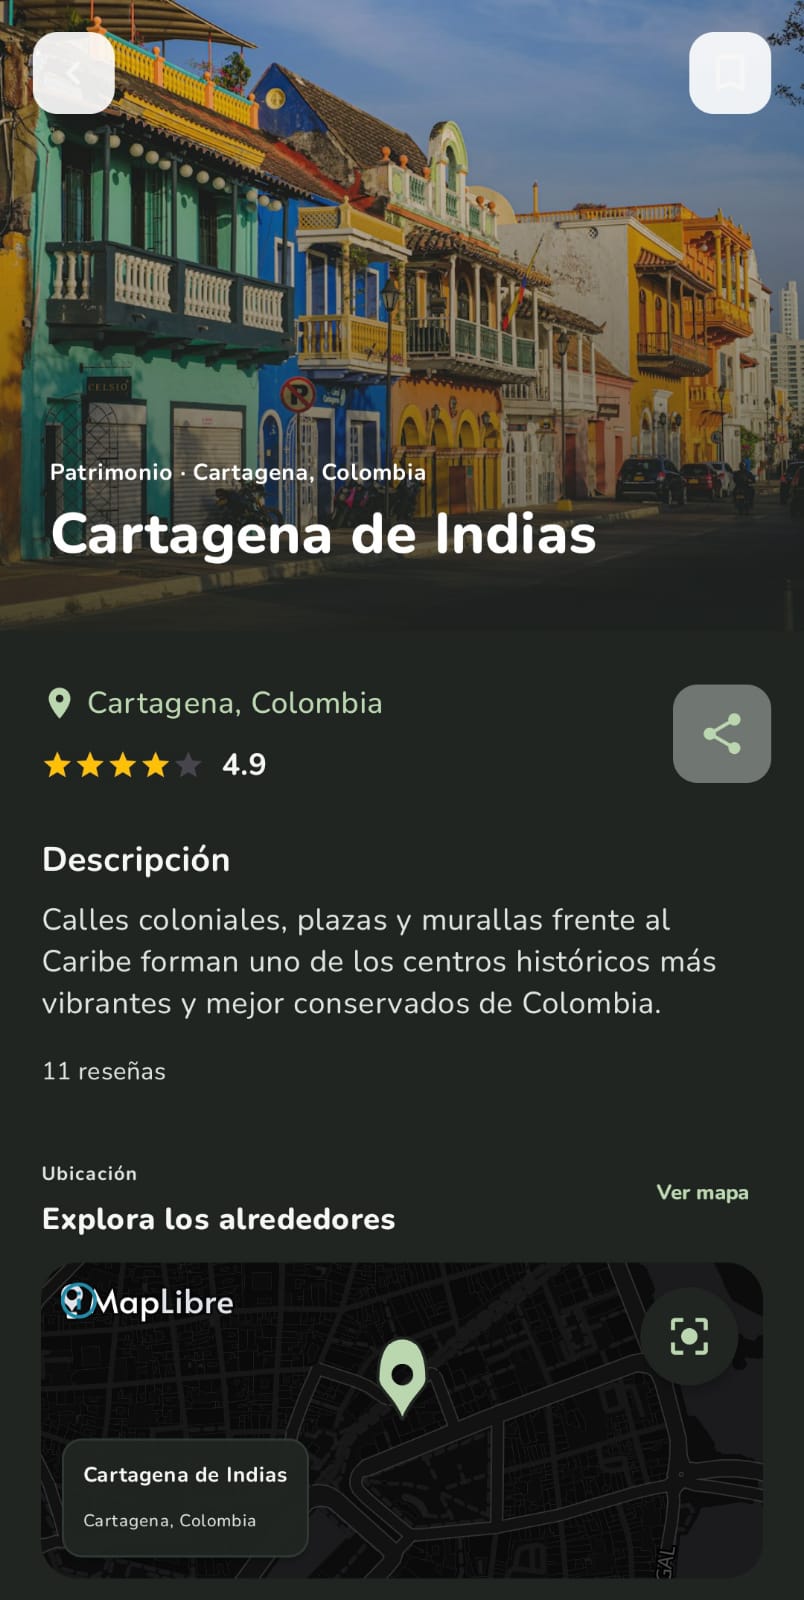 CELSIO
Patrimonio · Cartagena, Colombia
Cartagena de Indias
Cartagena, Colombia
4.9
Descripción
Calles coloniales, plazas y murallas frente al
Caribe forman uno de los centros históricos más
vibrantes y mejor conservados de Colombia.
11 reseñas
Ubicación
Explora los alrededores
Ver mapa
MapLibre
Cartagena de Indias
Cartagena, Colombia